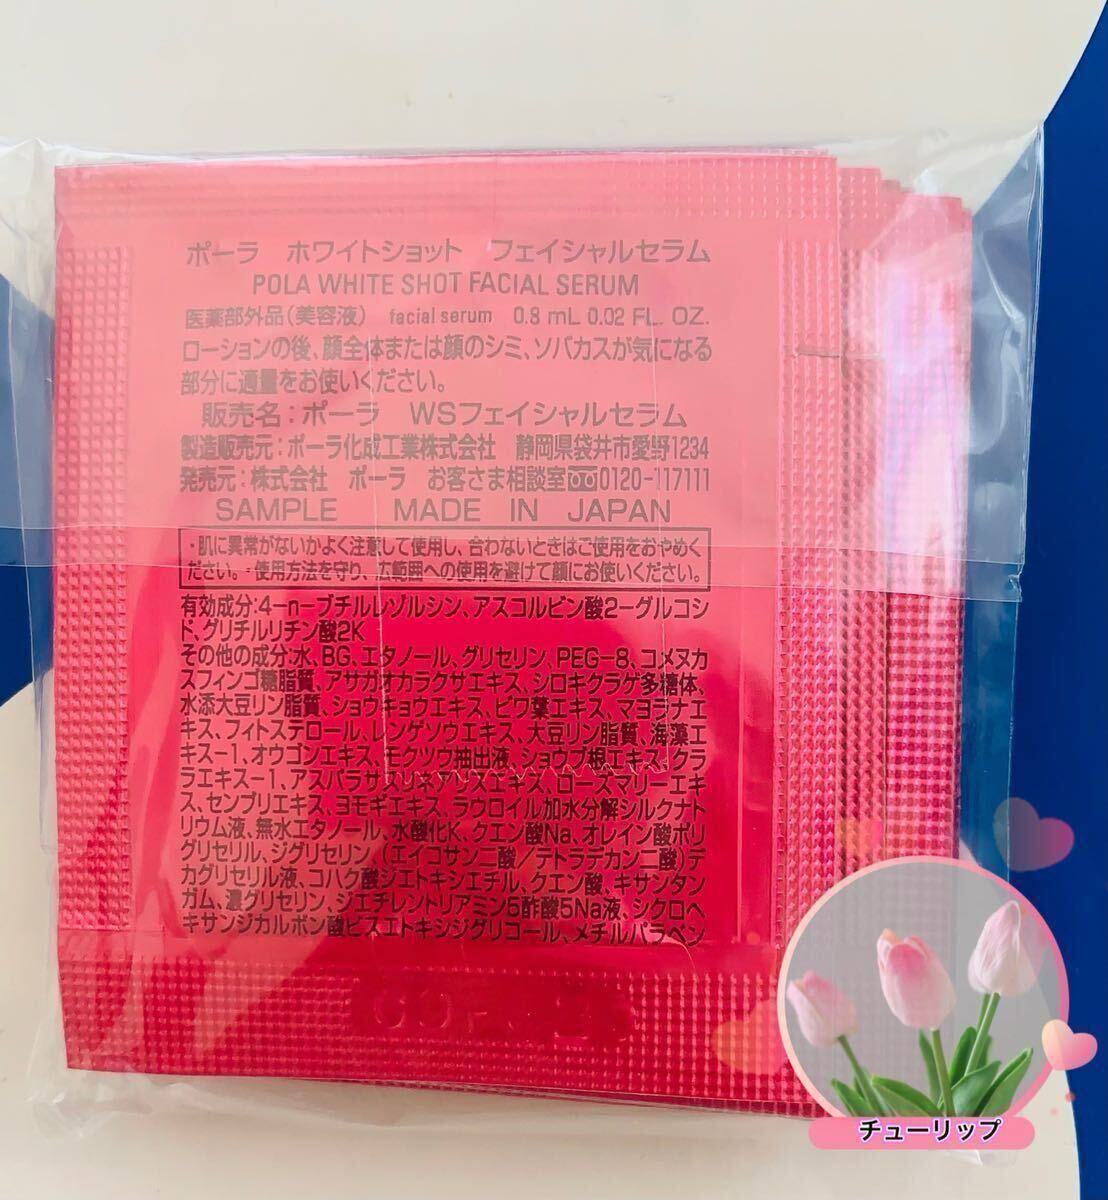 ポーラ　ホワイトショット　フェイシャルセラム
POLA WHITE SHOT FACIAL SERUM
医薬部外品(美容液)　facial serum　0.8 mL 0.02 FL. OZ.
ローションの後、顔全体または顔のシミ、ソバカスが気になる
部分に適量をお使いください。
販売名：ポーラ　WSフェイシャルセラム
製造販売元：ポーラ化成工業株式会社　静岡県袋井市愛野1234
発売元：株式会社　ポーラ　お客さま相談室 0120-117111
SAMPLE　MADE IN JAPAN
・肌に異常がないかよく注意して使用し、合わないときはご使用をおやめく
ださい。・使用方法を守り、広範囲への使用を避けて顔にお使いください。
有効成分：4-n-ブチルレゾルシン、アスコルビン酸2-グルコシ
ド、グリチルリチン酸2K
その他の成分：水、BG、エタノール、グリセリン、PEG-8、コメヌカ
スフィンゴ糖脂質、アサガオカラクサエキス、シロキクラゲ多糖体、
水添大豆リン脂質、ショウキョウエキス、ビワ葉エキス、マヨラナエ
キス、フィトステロール、レンゲソウエキス、大豆リン脂質、海藻エ
キス-1、オウゴンエキス、モクツウ抽出液、ショウブ根エキス、クラ
ラエキス-1、アスパラサスリネアリスエキス、ローズマリーエキ
ス、センブリエキス、ヨモギエキス、ラウロイル加水分解シルクナト
リウム液、無水エタノール、水酸化K、クエン酸Na、オレイン酸ポリ
グリセリル、ジグリセリン、(エイコサン二酸／テトラデカン二酸)デ
カグリセリル液、コハク酸ジエトキシエチル、クエン酸、キサンタン
ガム、濃グリセリン、ジエチレントリアミン5酢酸5Na液、シクロヘ
キサンジカルボン酸ビスエトキシジグリコール、メチルパラベン
チューリップ